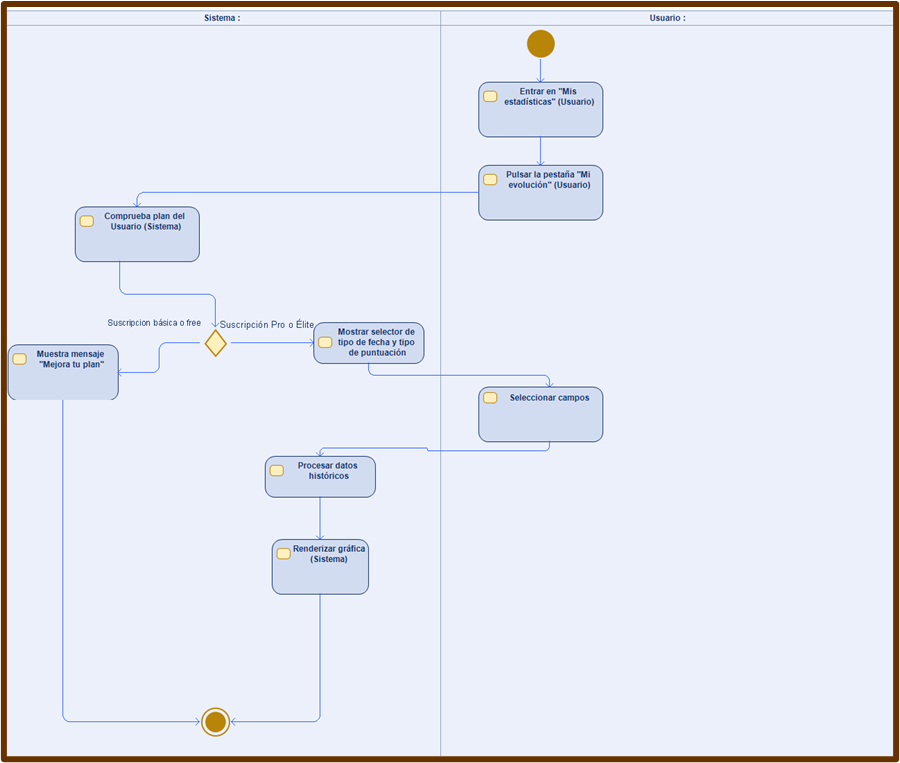 Sistema :
Usuario :
Entrar en "Mis
estadísticas" (Usuario)
Pulsar la pestaña "Mi
evolución" (Usuario)
Comprueba plan del
Usuario (Sistema)
Suscripcion básica o free
Suscripción Pro o Élite
Mostrar selector de
tipo de fecha y tipo
de puntuación
Muestra mensaje
"Mejora tu plan"
Seleccionar campos
Procesar datos
históricos
Renderizar gráfica
(Sistema)